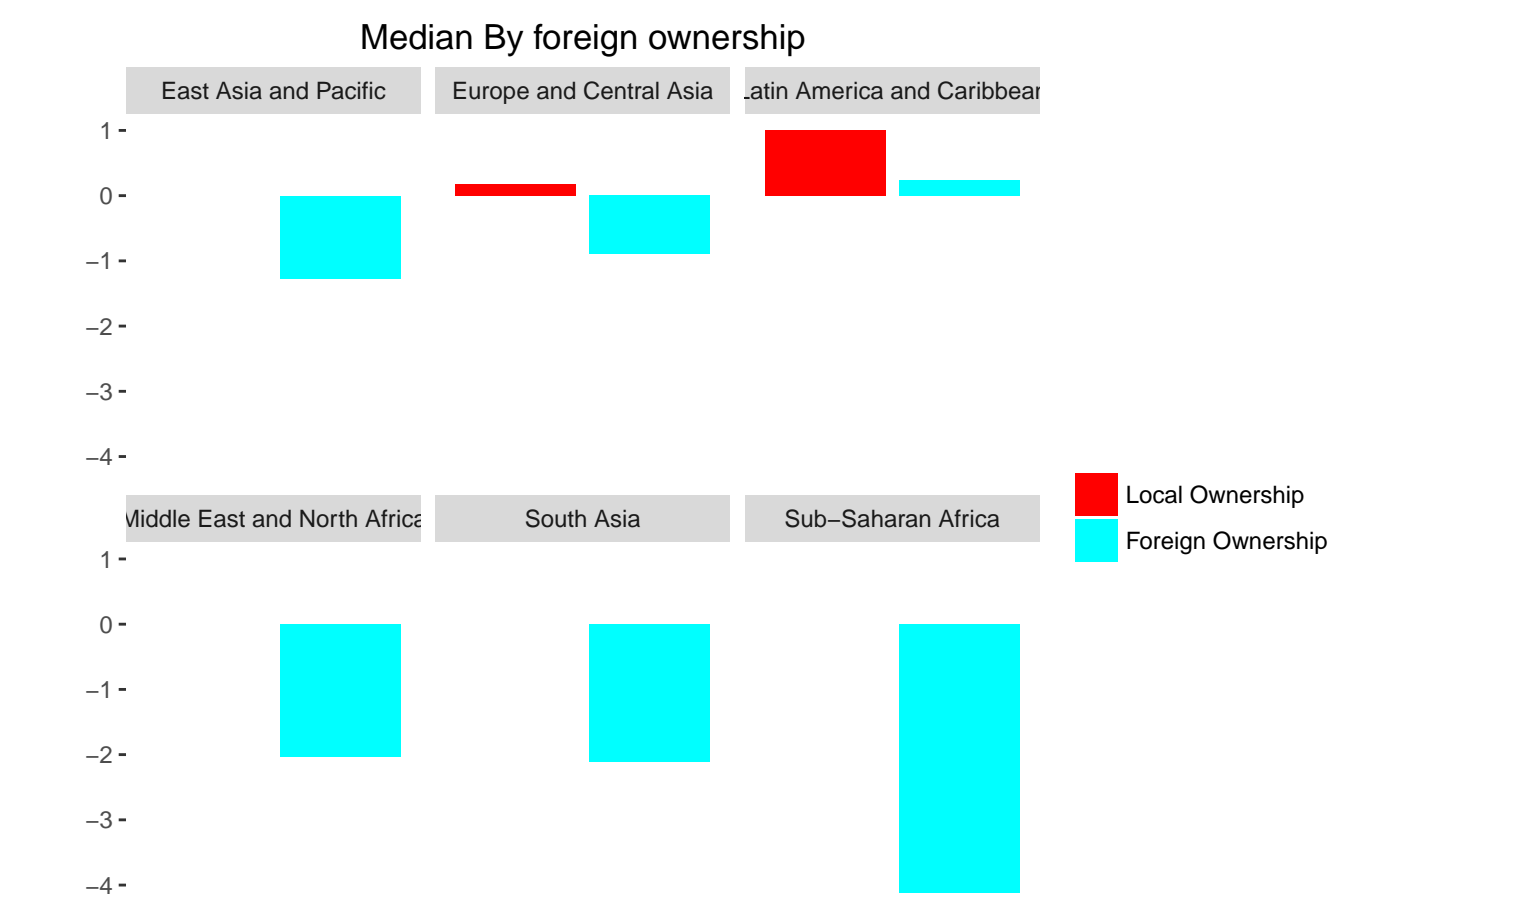 Median By foreign ownership
East Asia and Pacific
Europe and Central Asia
Latin America and Caribbean
1
0
−1
−2
−3
−4
Middle East and North Africa
South Asia
Sub−Saharan Africa
1
0
−1
−2
−3
−4
Local Ownership
Foreign Ownership